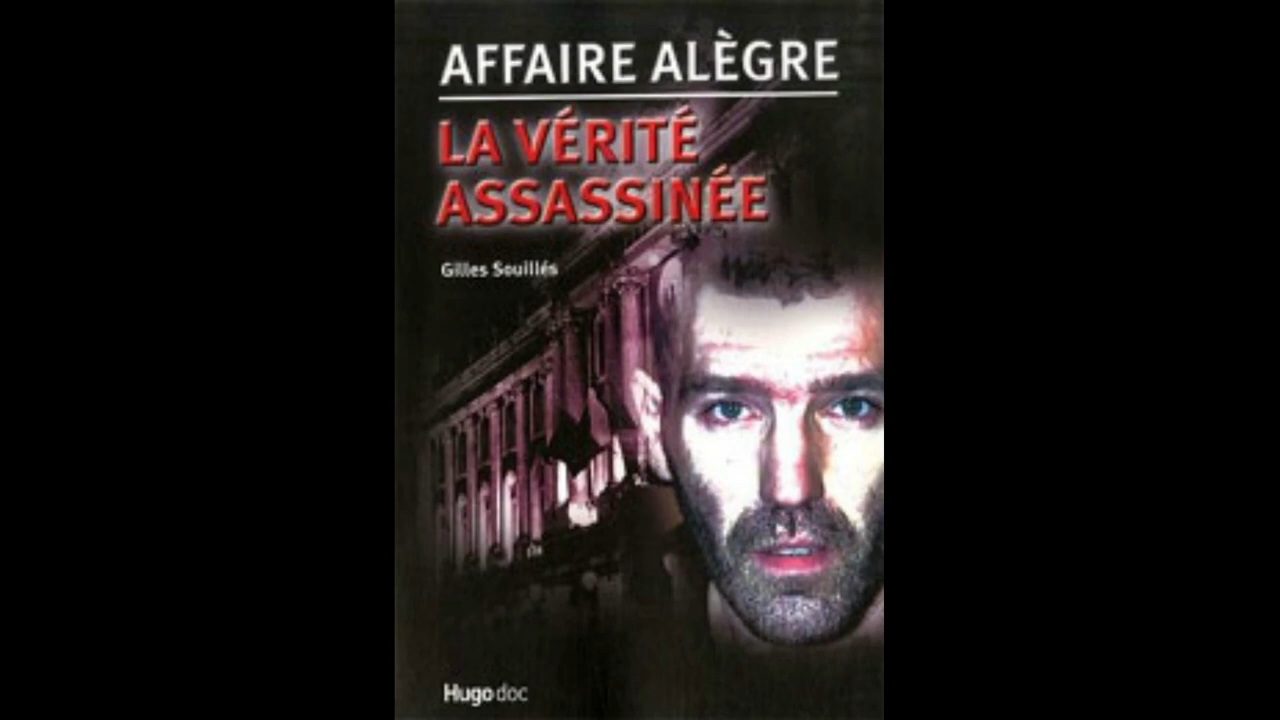 AFFAIRE ALÈGRE
LA VÉRITÉ
ASSASSINÉE
Gilles Souillés
Hugo doc